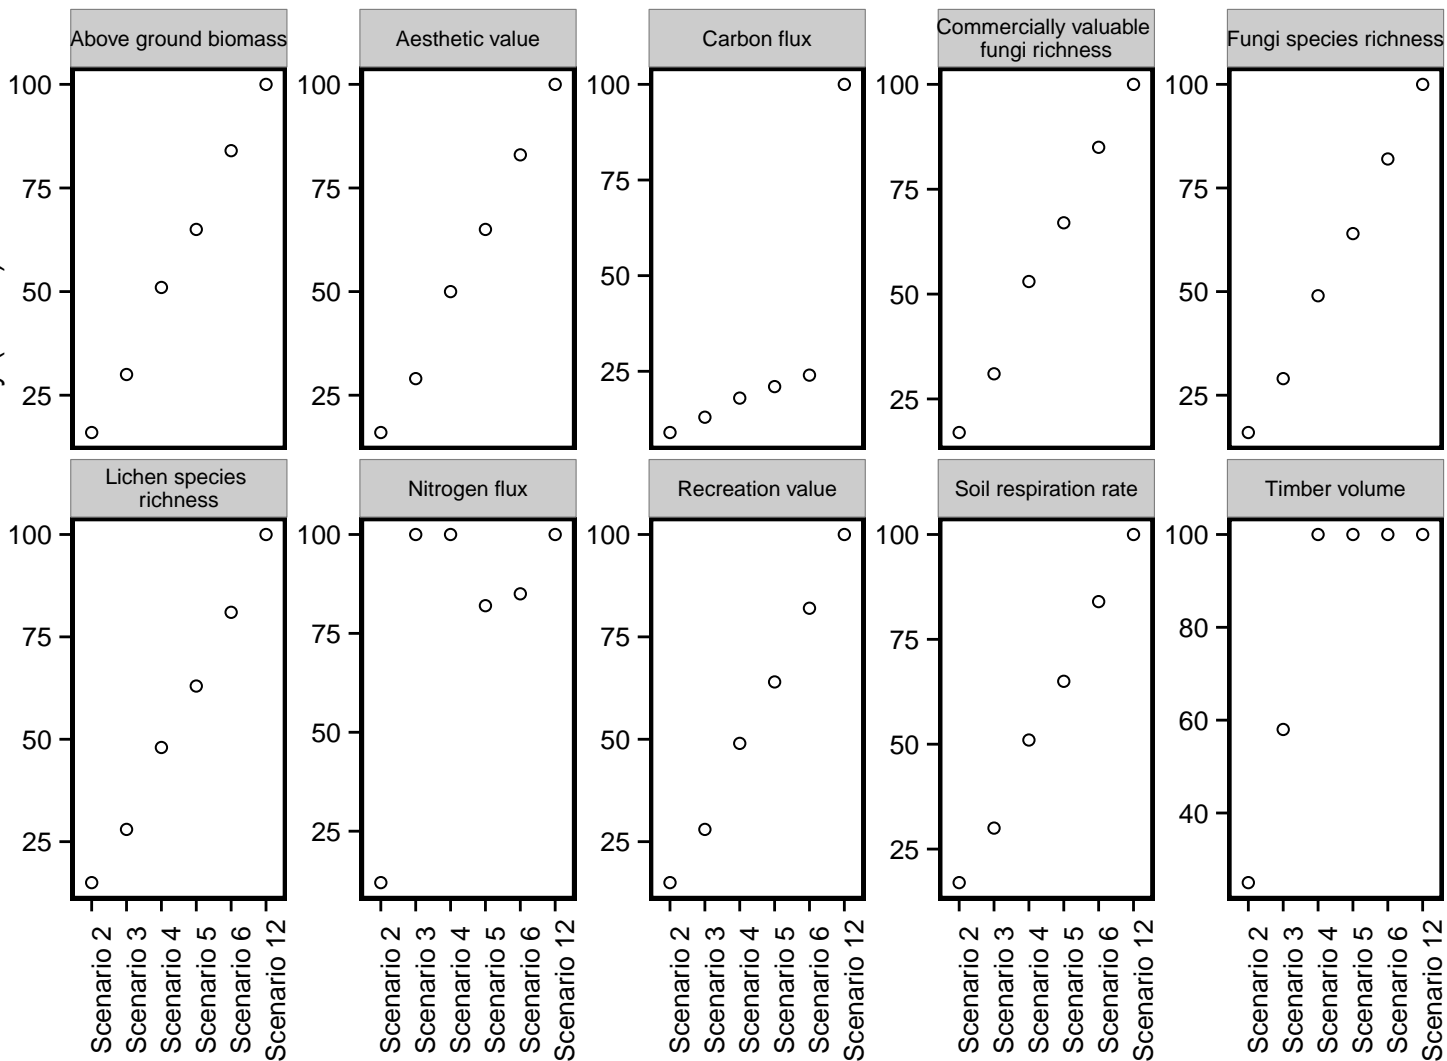 Above ground biomass
Aesthetic value
Carbon flux
Commercially valuable
fungi richness
Fungi species richness
100
75
50
25
100
75
50
25
100
75
50
25
100
75
50
25
100
75
50
25
Lichen species
richness
Nitrogen flux
Recreation value
Soil respiration rate
Timber volume
100
75
50
25
100
75
50
25
100
75
50
25
100
75
50
25
100
80
60
40
Scenario 2
Scenario 3
Scenario 4
Scenario 5
Scenario 6
Scenario 12
Scenario 2
Scenario 3
Scenario 4
Scenario 5
Scenario 6
Scenario 12
Scenario 2
Scenario 3
Scenario 4
Scenario 5
Scenario 6
Scenario 12
Scenario 2
Scenario 3
Scenario 4
Scenario 5
Scenario 6
Scenario 12
Scenario 2
Scenario 3
Scenario 4
Scenario 5
Scenario 6
Scenario 12